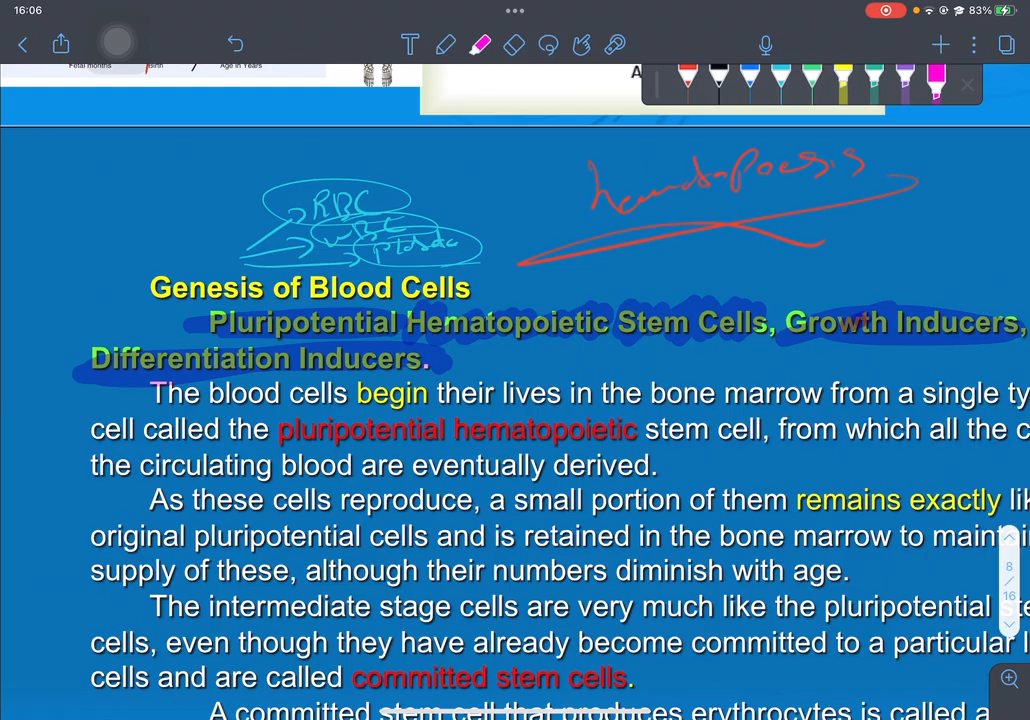 16:06
83%
Fetal months Birth Age in Years
A
hematopoesis
RBC
WBC
Genesis of Blood Cells
Pluripotential Hematopoietic Stem Cells, Growth Inducers,
Differentiation Inducers.
The blood cells begin their lives in the bone marrow from a single ty
cell called the pluripotential hematopoietic stem cell, from which all the c
the circulating blood are eventually derived.
As these cells reproduce, a small portion of them remains exactly lik
original pluripotential cells and is retained in the bone marrow to maintain
supply of these, although their numbers diminish with age.
The intermediate stage cells are very much like the pluripotential ste
cells, even though they have already become committed to a particular l
cells and are called committed stem cells.
A committed stem cell that produces erythrocytes is called a
8
/
16